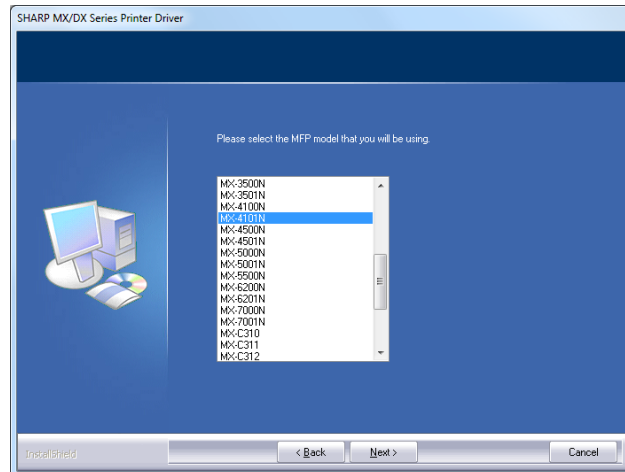 SHARP MX/DX Series Printer Driver
Please select the MFP model that you will be using.
MX-3500N
MX-3501N
MX-4100N
MX-4101N
MX-4500N
MX-4501N
MX-5000N
MX-5001N
MX-5500N
MX-6200N
MX-6201N
MX-7000N
MX-7001N
MX-C310
MX-C311
MX-C312
InstallShield
< Back
Next >
Cancel